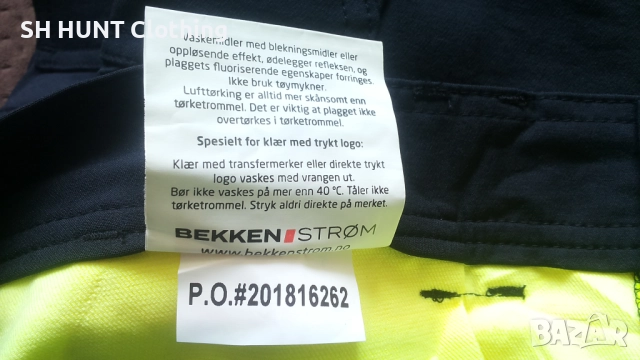 SH HUNT Clothing
Vaskemidler med blekningsmidler eller
oppløsende effekt, ødelegger refleksen, og
plaggets fluoriserende egenskaper forringes.
Ikke bruk tøymykner.
Lufttørking er alltid mer skånsomt enn
tørketrommel. Det er viktig at plagget ikke
overtørkes i tørketrommel.
Spesielt for klær med trykt logo:
Klær med transfermerker eller direkte trykt
logo vaskes med vrangen ut.
Bør ikke vaskes på mer enn 40 °C. Tåler ikke
tørketrommel. Stryk aldri direkte på merket.
BEKKEN STRØM
www.bekkenstrom.no
P.O.#201816262
BAZAR
bg